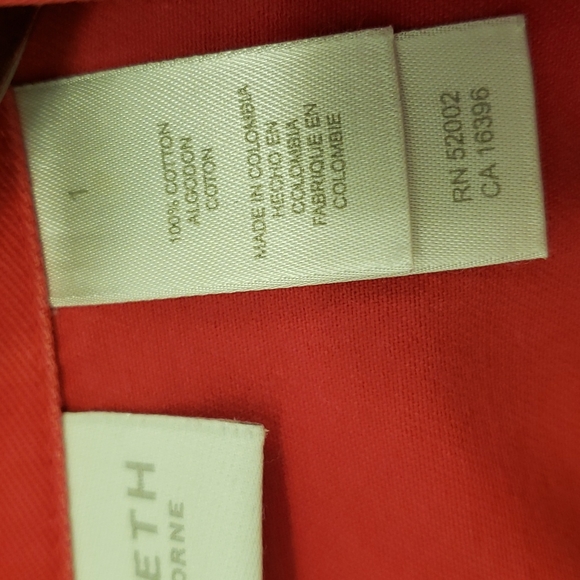 1
100% COTTON
ALGODON
COTON
MADE IN COLOMBIA
HECHO EN
COLOMBIA
FABRIQUE EN
COLOMBIE
RN 52002
CA 16396
ETH
ORNE